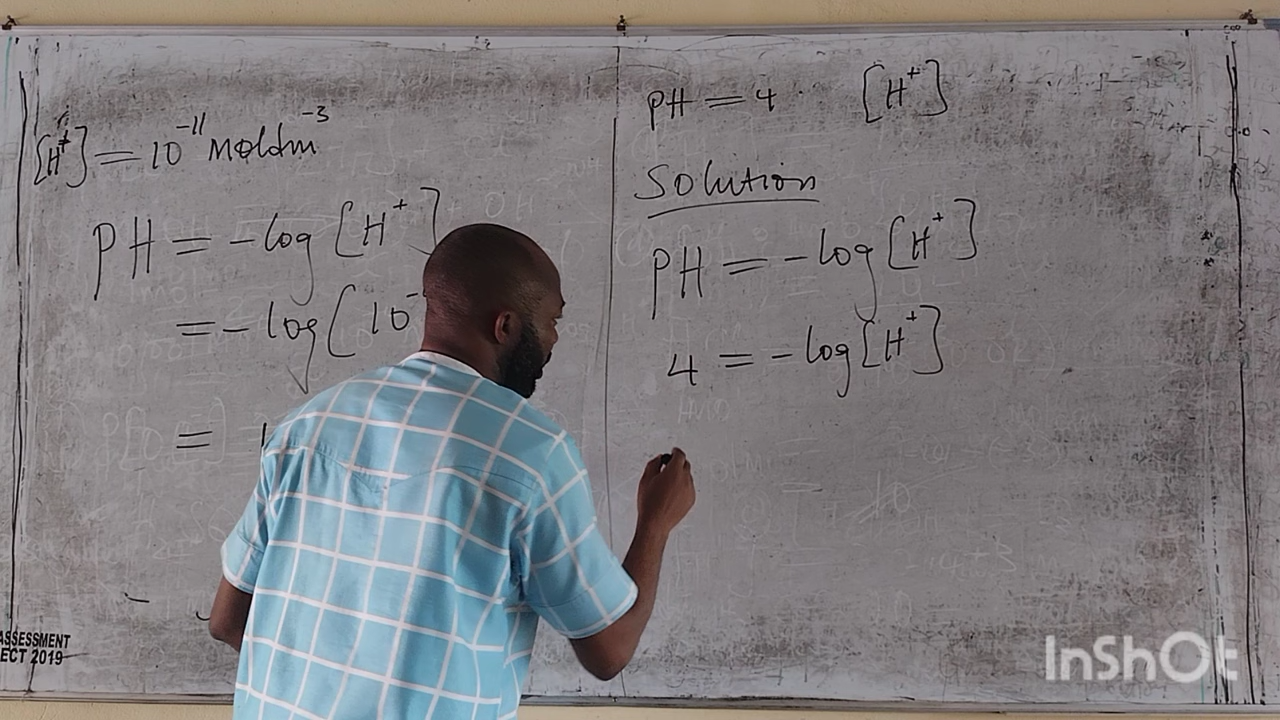 [H⁺] = 10⁻¹¹ moldm⁻³
PH = -log [H⁺]
= - log (10⁻
=
PH = 4 [H⁺]
Solution
PH = -log [H⁺]
4 = -log [H⁺]
ASSESSMENT
ECT 2019
InShOt